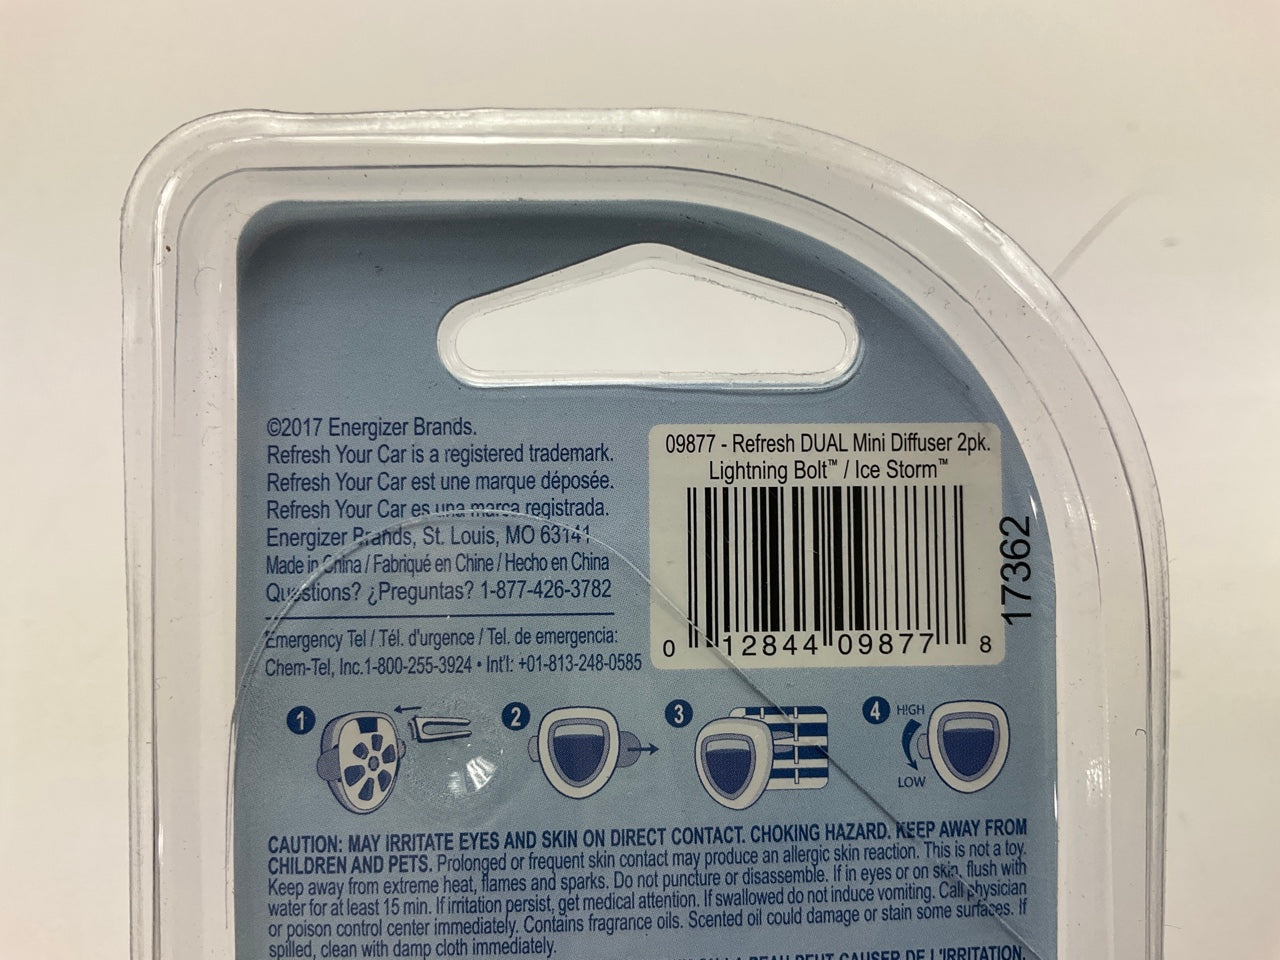 ©2017 Energizer Brands.
Refresh Your Car is a registered trademark.
Refresh Your Car est une marque déposée.
Refresh Your Car es una marca registrada.
Energizer Brands, St. Louis, MO 63141
Made in China / Fabriqué en Chine / Hecho en China
Questions? ¿Preguntas? 1-877-426-3782
Emergency Tel / Tél. d'urgence / Tel. de emergencia:
Chem-Tel, Inc.1-800-255-3924 • Int'l: +01-813-248-0585
09877 - Refresh DUAL Mini Diffuser 2pk.
Lightning Bolt™ / Ice Storm™
0 12844 09877 8
17362
1
2
3
4
HIGH
LOW
CAUTION: MAY IRRITATE EYES AND SKIN ON DIRECT CONTACT. CHOKING HAZARD. KEEP AWAY FROM
CHILDREN AND PETS. Prolonged or frequent skin contact may produce an allergic skin reaction. This is not a toy.
Keep away from extreme heat, flames and sparks. Do not puncture or disassemble. If in eyes or on skin, flush with
water for at least 15 min. If irritation persist, get medical attention. If swallowed do not induce vomiting. Call physician
or poison control center immediately. Contains fragrance oils. Scented oil could damage or stain some surfaces. If
spilled, clean with damp cloth immediately.
LA PEAU PEUT CAUSER DE L'IRRITATION.